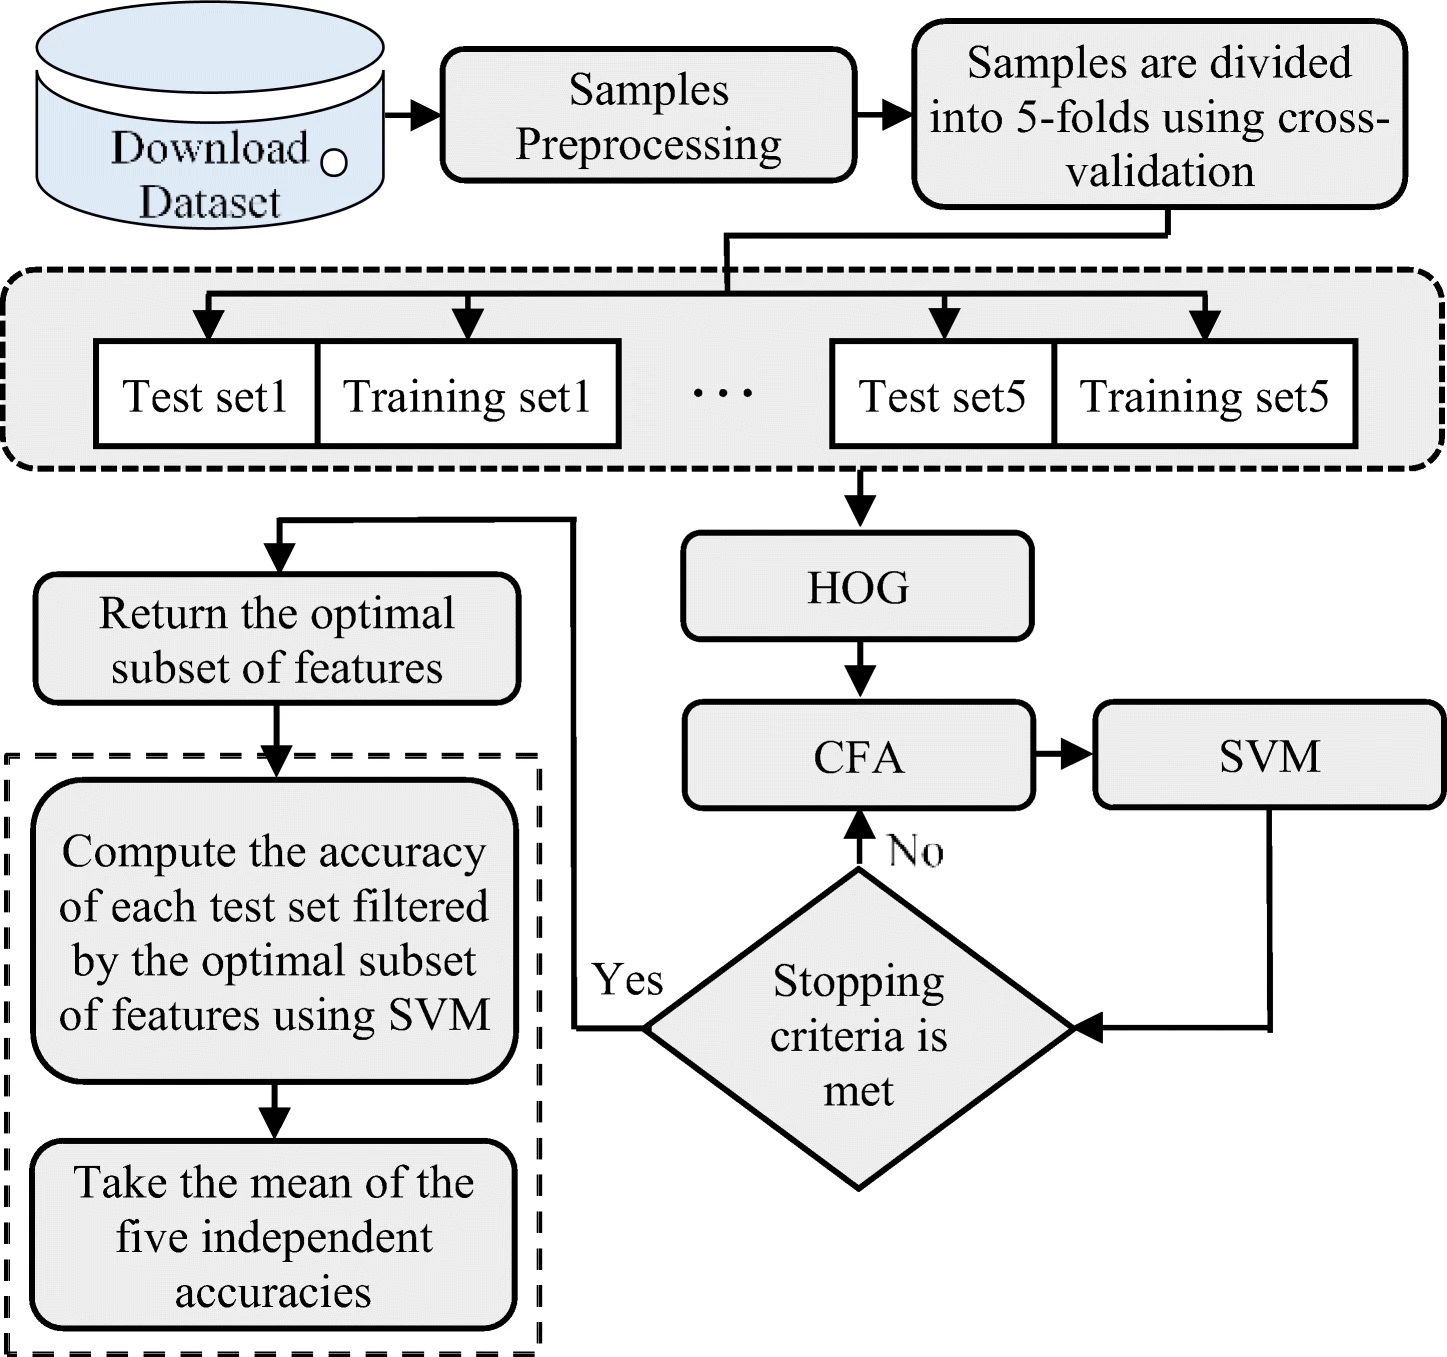 Download
Dataset
Samples
Preprocessing
Samples are divided
into 5-folds using cross-
validation
Test set1
Training set1
...
Test set5
Training set5
HOG
Return the optimal
subset of features
CFA
SVM
No
Compute the accuracy
of each test set filtered
by the optimal subset
of features using SVM
Yes
Stopping
criteria is
met
Take the mean of the
five independent
accuracies